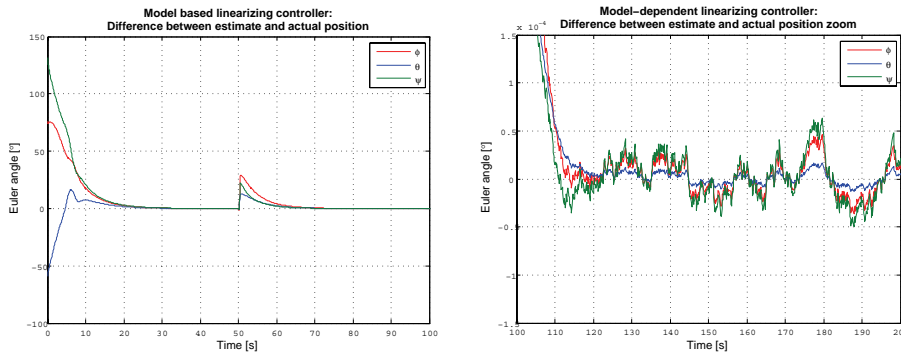 Model based linearizing controller:
Difference between estimate and actual position
150
100
50
0
−50
−100
Euler angle [°]
0 10 20 30 40 50 60 70 80 90 100
Time [s]
φ
θ
ψ
Model−dependent linearizing controller:
Difference between estimate and actual position zoom
x 10⁻⁴
1.5
1
0.5
0
−0.5
−1
−1.5
Euler angle [°]
100 110 120 130 140 150 160 170 180 190 200
Time [s]
φ
θ
ψ